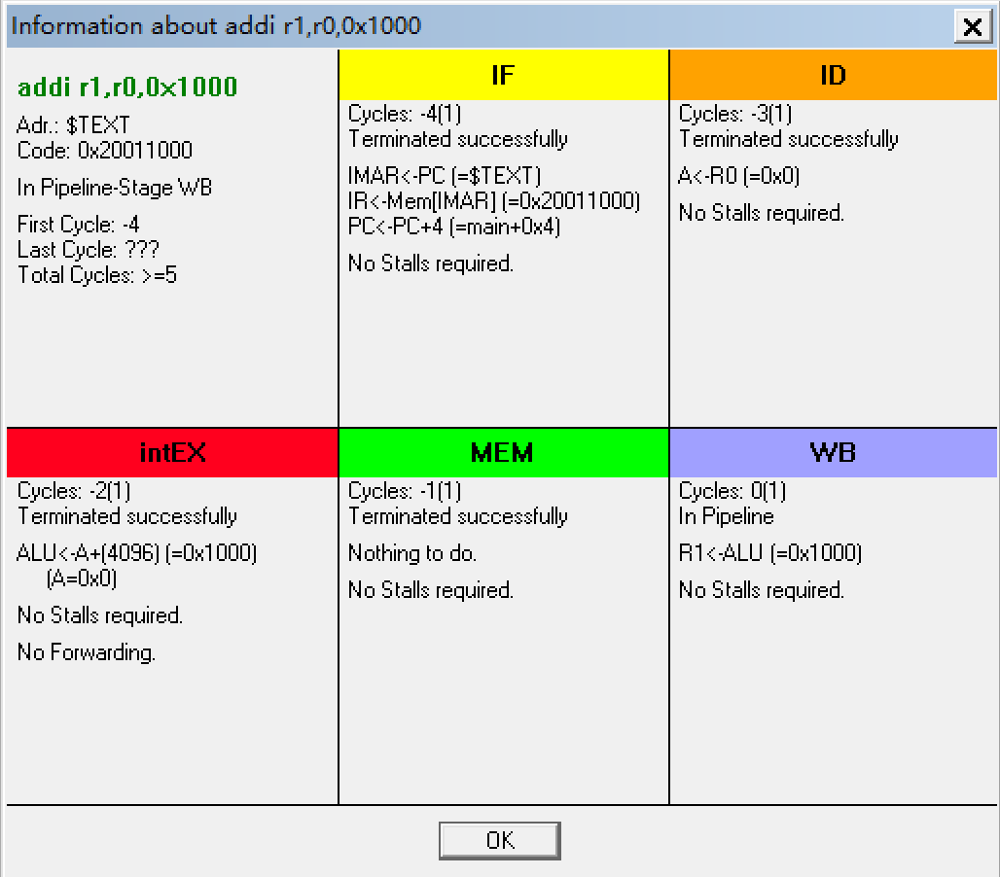 Information about addi r1,r0,0x1000
addi r1,r0,0x1000
Adr.: $TEXT
Code: 0x20011000
In Pipeline-Stage WB
First Cycle: -4
Last Cycle: ???
Total Cycles: >=5
IF
Cycles: -4(1)
Terminated successfully
IMAR<-PC (=$TEXT)
IR<-Mem[IMAR] (=0x20011000)
PC<-PC+4 (=main+0x4)
No Stalls required.
ID
Cycles: -3(1)
Terminated successfully
A<-R0 (=0x0)
No Stalls required.
intEX
Cycles: -2(1)
Terminated successfully
ALU<-A+(4096) (=0x1000)
(A=0x0)
No Stalls required.
No Forwarding.
MEM
Cycles: -1(1)
Terminated successfully
Nothing to do.
No Stalls required.
WB
Cycles: 0(1)
In Pipeline
R1<-ALU (=0x1000)
No Stalls required.
OK